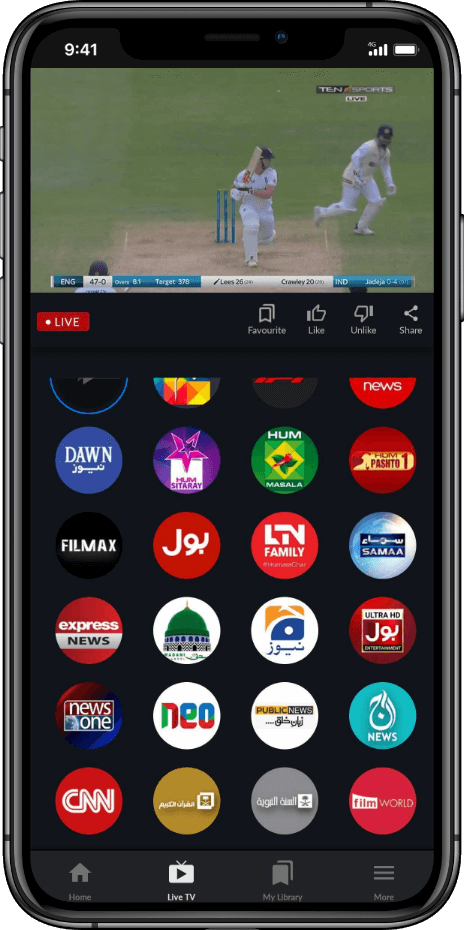 9:41
4G
TEN SPORTS
LIVE
ENG 47-0 Overs 8.1 Target 378 Lees 26 Crawley 20 IND Jadeja 0-4
LIVE
Favourite Like Unlike Share
news
DAWN
نیوز
HUM
SITARAY
HUM
MASALA
HUM
PASHTO 1
FILMAX
بول
LTN
FAMILY
#HumaraGhar
سماء
SAMAA
express
NEWS
MADANI
نیوز
ULTRA HD
بول
ENTERTAINMENT
news
one
neo
PUBLIC NEWS
زبان خلق....
NEWS
CNN
القرآن الكريم
السنة النبوية
film WORLD
Home Live TV My Library More